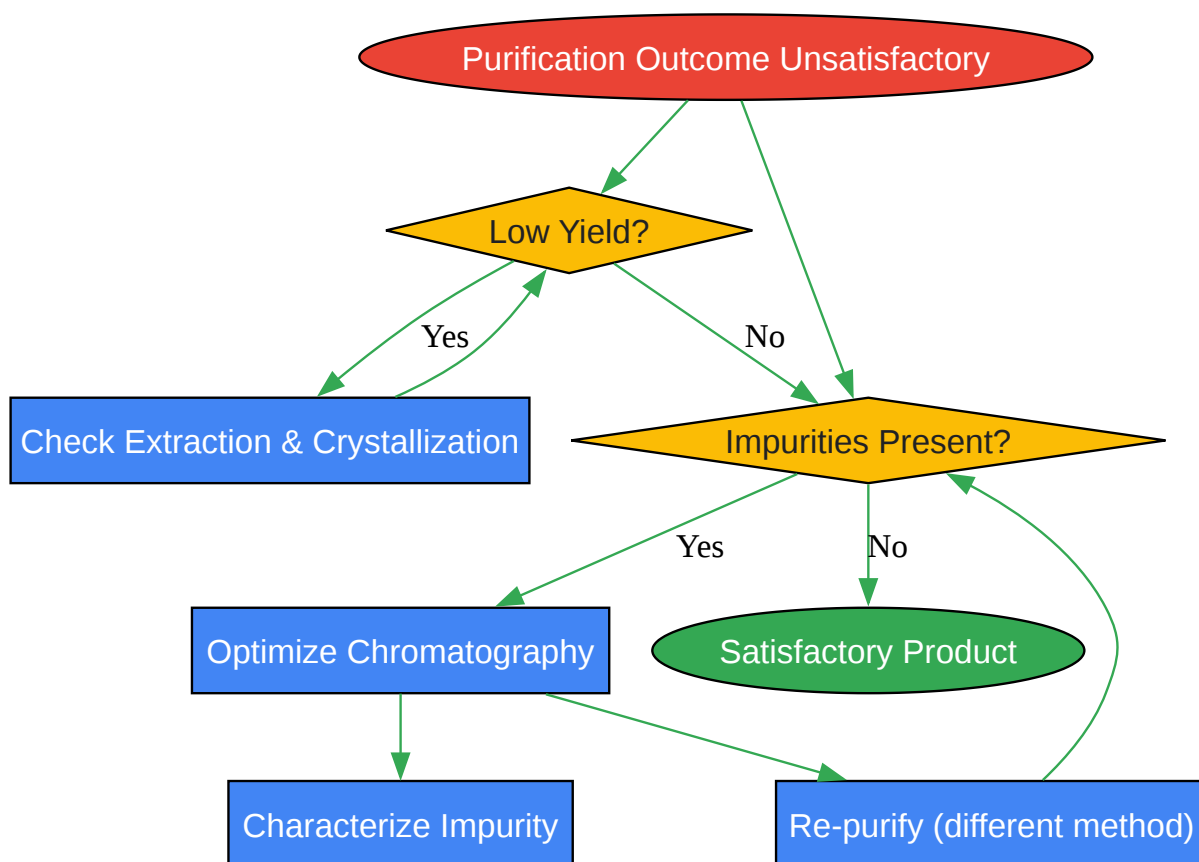 Purification Outcome Unsatisfactory
Low Yield?
Yes
No
Check Extraction & Crystallization
Impurities Present?
Yes
No
Optimize Chromatography
Satisfactory Product
Characterize Impurity
Re-purify (different method)